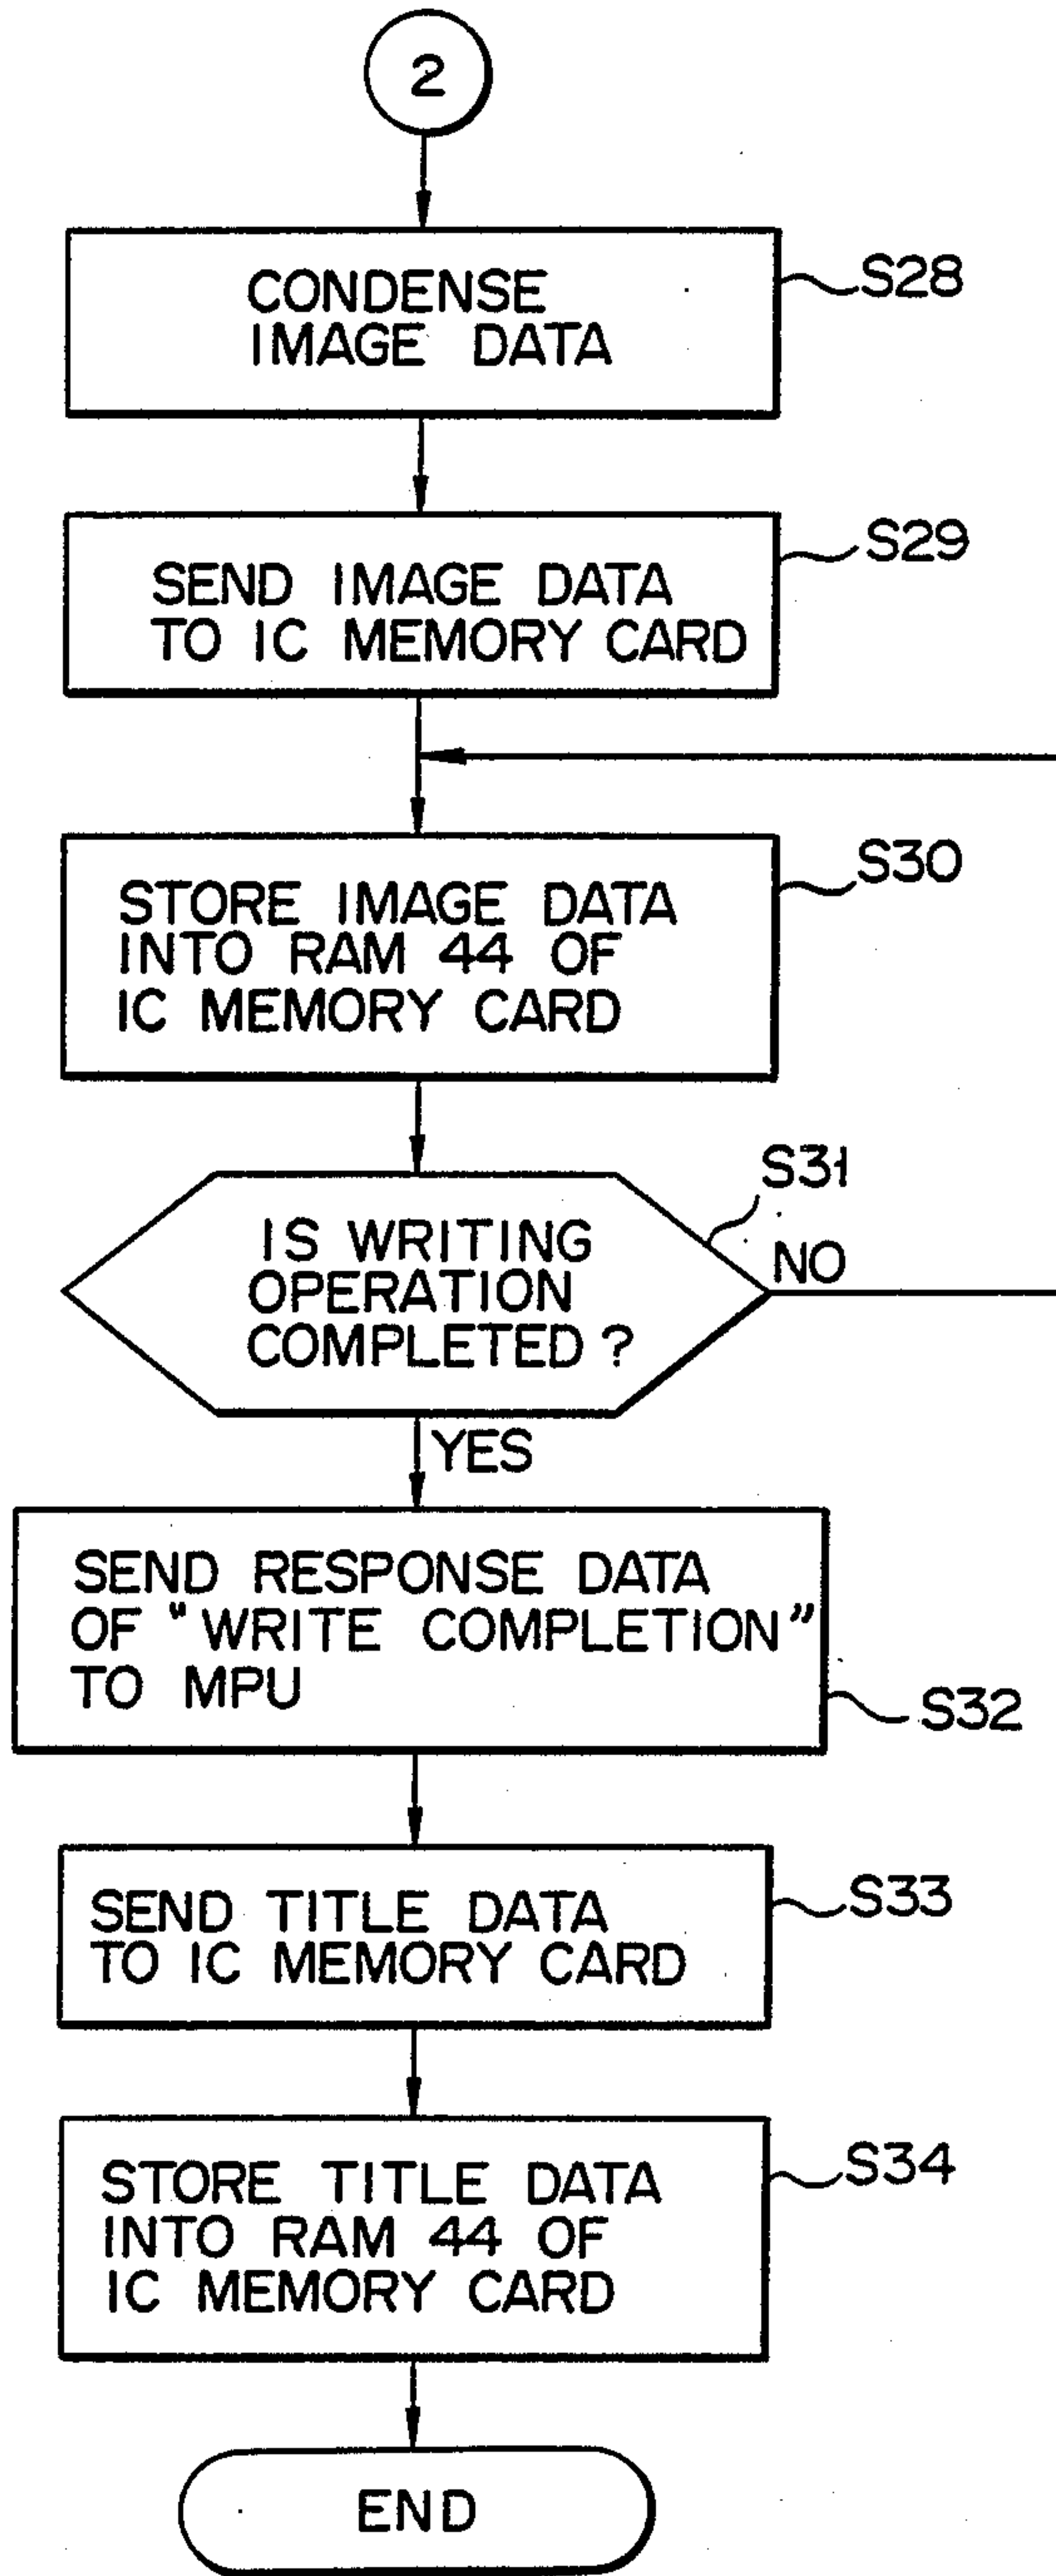 2
CONDENSE
IMAGE DATA
S28
SEND IMAGE DATA
TO IC MEMORY CARD
S29
STORE IMAGE DATA
INTO RAM 44 OF
IC MEMORY CARD
S30
IS WRITING
OPERATION
COMPLETED ?
S31
NO
YES
SEND RESPONSE DATA
OF "WRITE COMPLETION"
TO MPU
S32
SEND TITLE DATA
TO IC MEMORY CARD
S33
STORE TITLE DATA
INTO RAM 44 OF
IC MEMORY CARD
S34
END